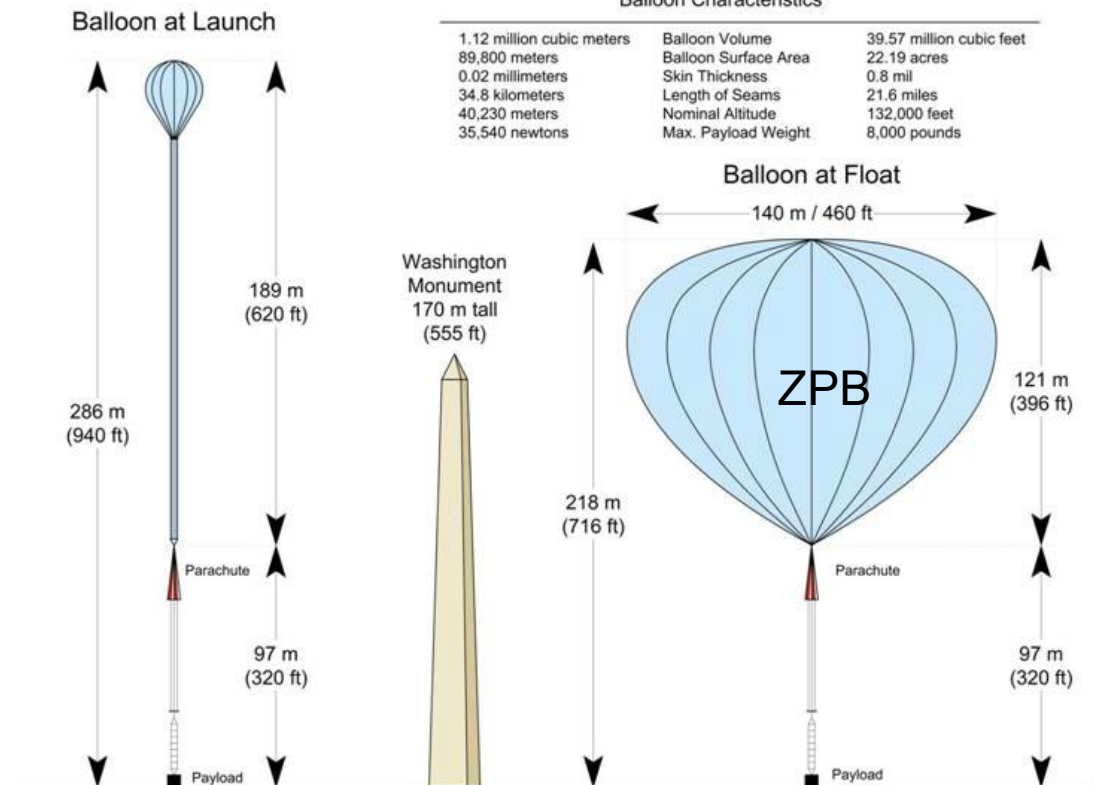 Balloon at Launch
Balloon Characteristics
1.12 million cubic meters Balloon Volume 39.57 million cubic feet
89,800 meters Balloon Surface Area 22.19 acres
0.02 millimeters Skin Thickness 0.8 mil
34.8 kilometers Length of Seams 21.6 miles
40,230 meters Nominal Altitude 132,000 feet
35,540 newtons Max. Payload Weight 8,000 pounds
189 m
(620 ft)
286 m
(940 ft)
Parachute
97 m
(320 ft)
Payload
Washington
Monument
170 m tall
(555 ft)
Balloon at Float
140 m / 460 ft
ZPB
121 m
(396 ft)
218 m
(716 ft)
Parachute
97 m
(320 ft)
Payload